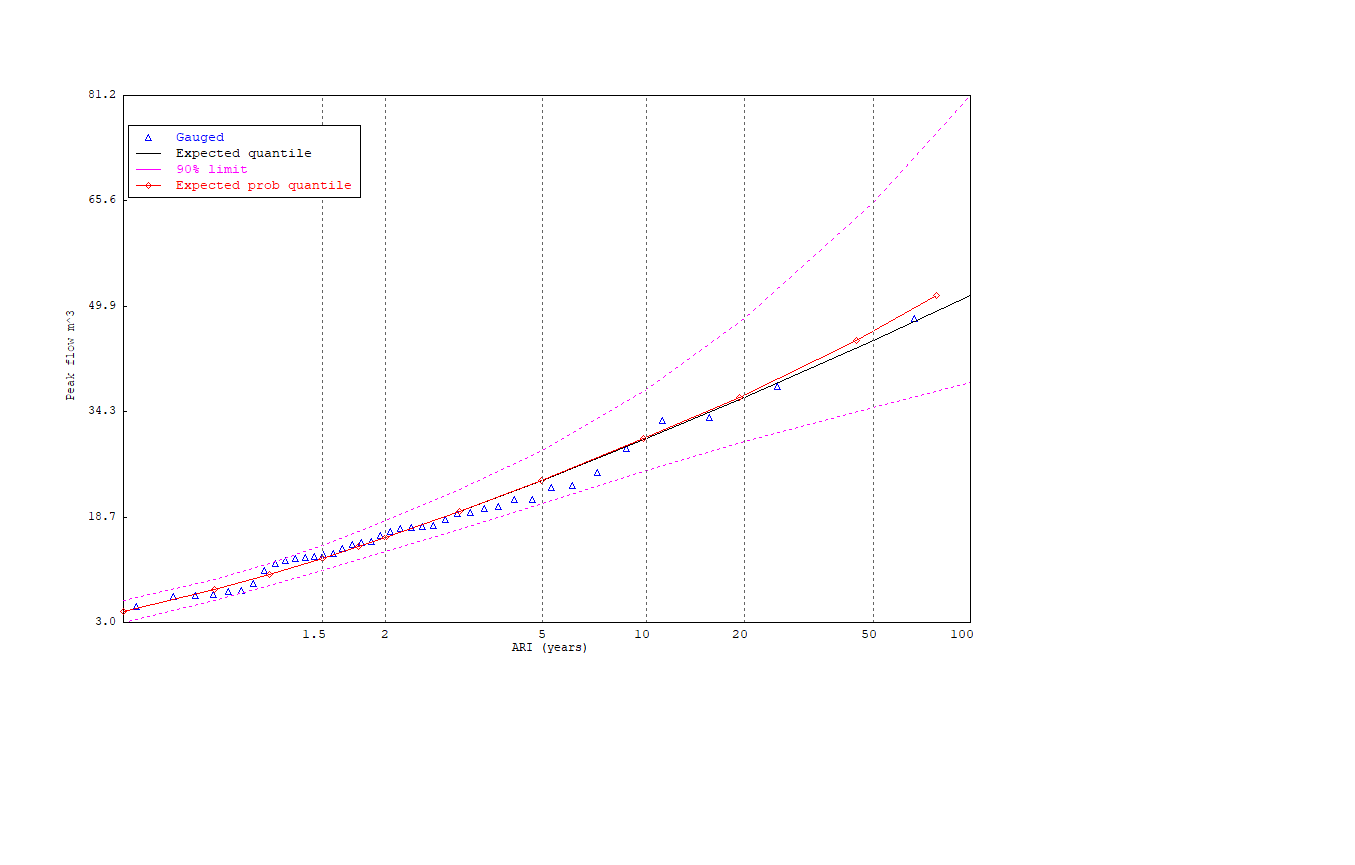 81.2
Gauged
Expected quantile
90% limit
Expected prob quantile
65.6
49.9
Peak flow m^3
34.3
18.7
3.0
1.5 2 5 10 20 50 100
ARI (years)